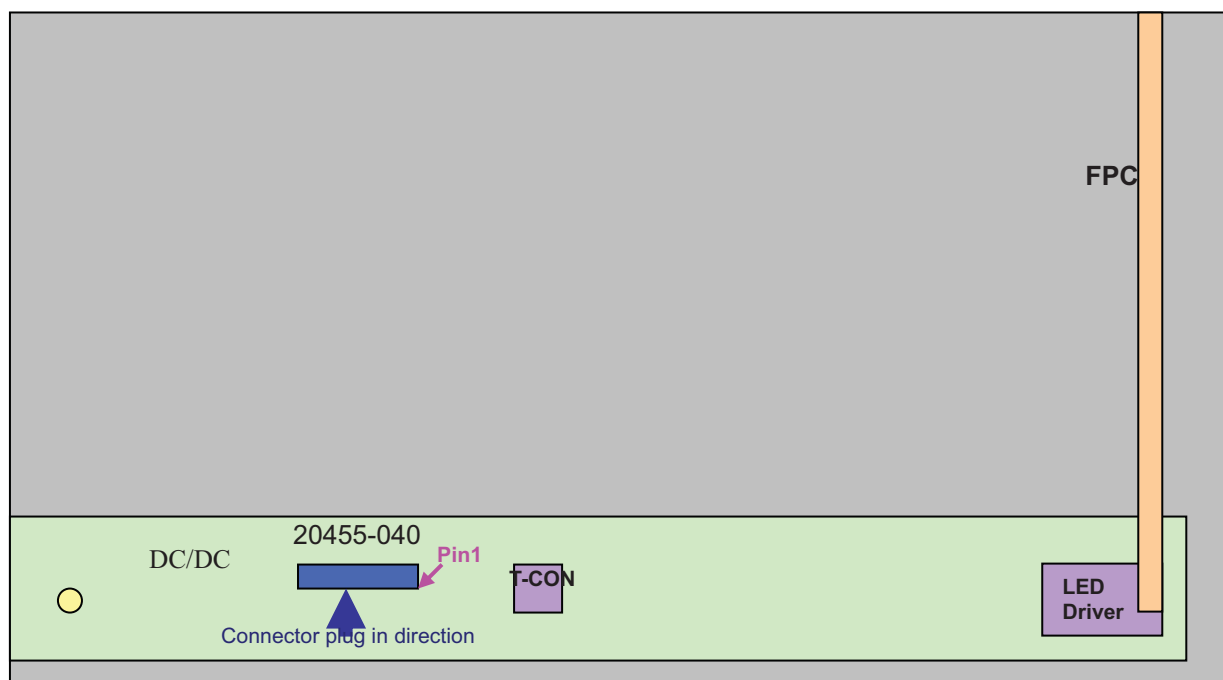 FPC
20455-040
DC/DC
Pin1
T-CON
LED
Driver
Connector plug in direction